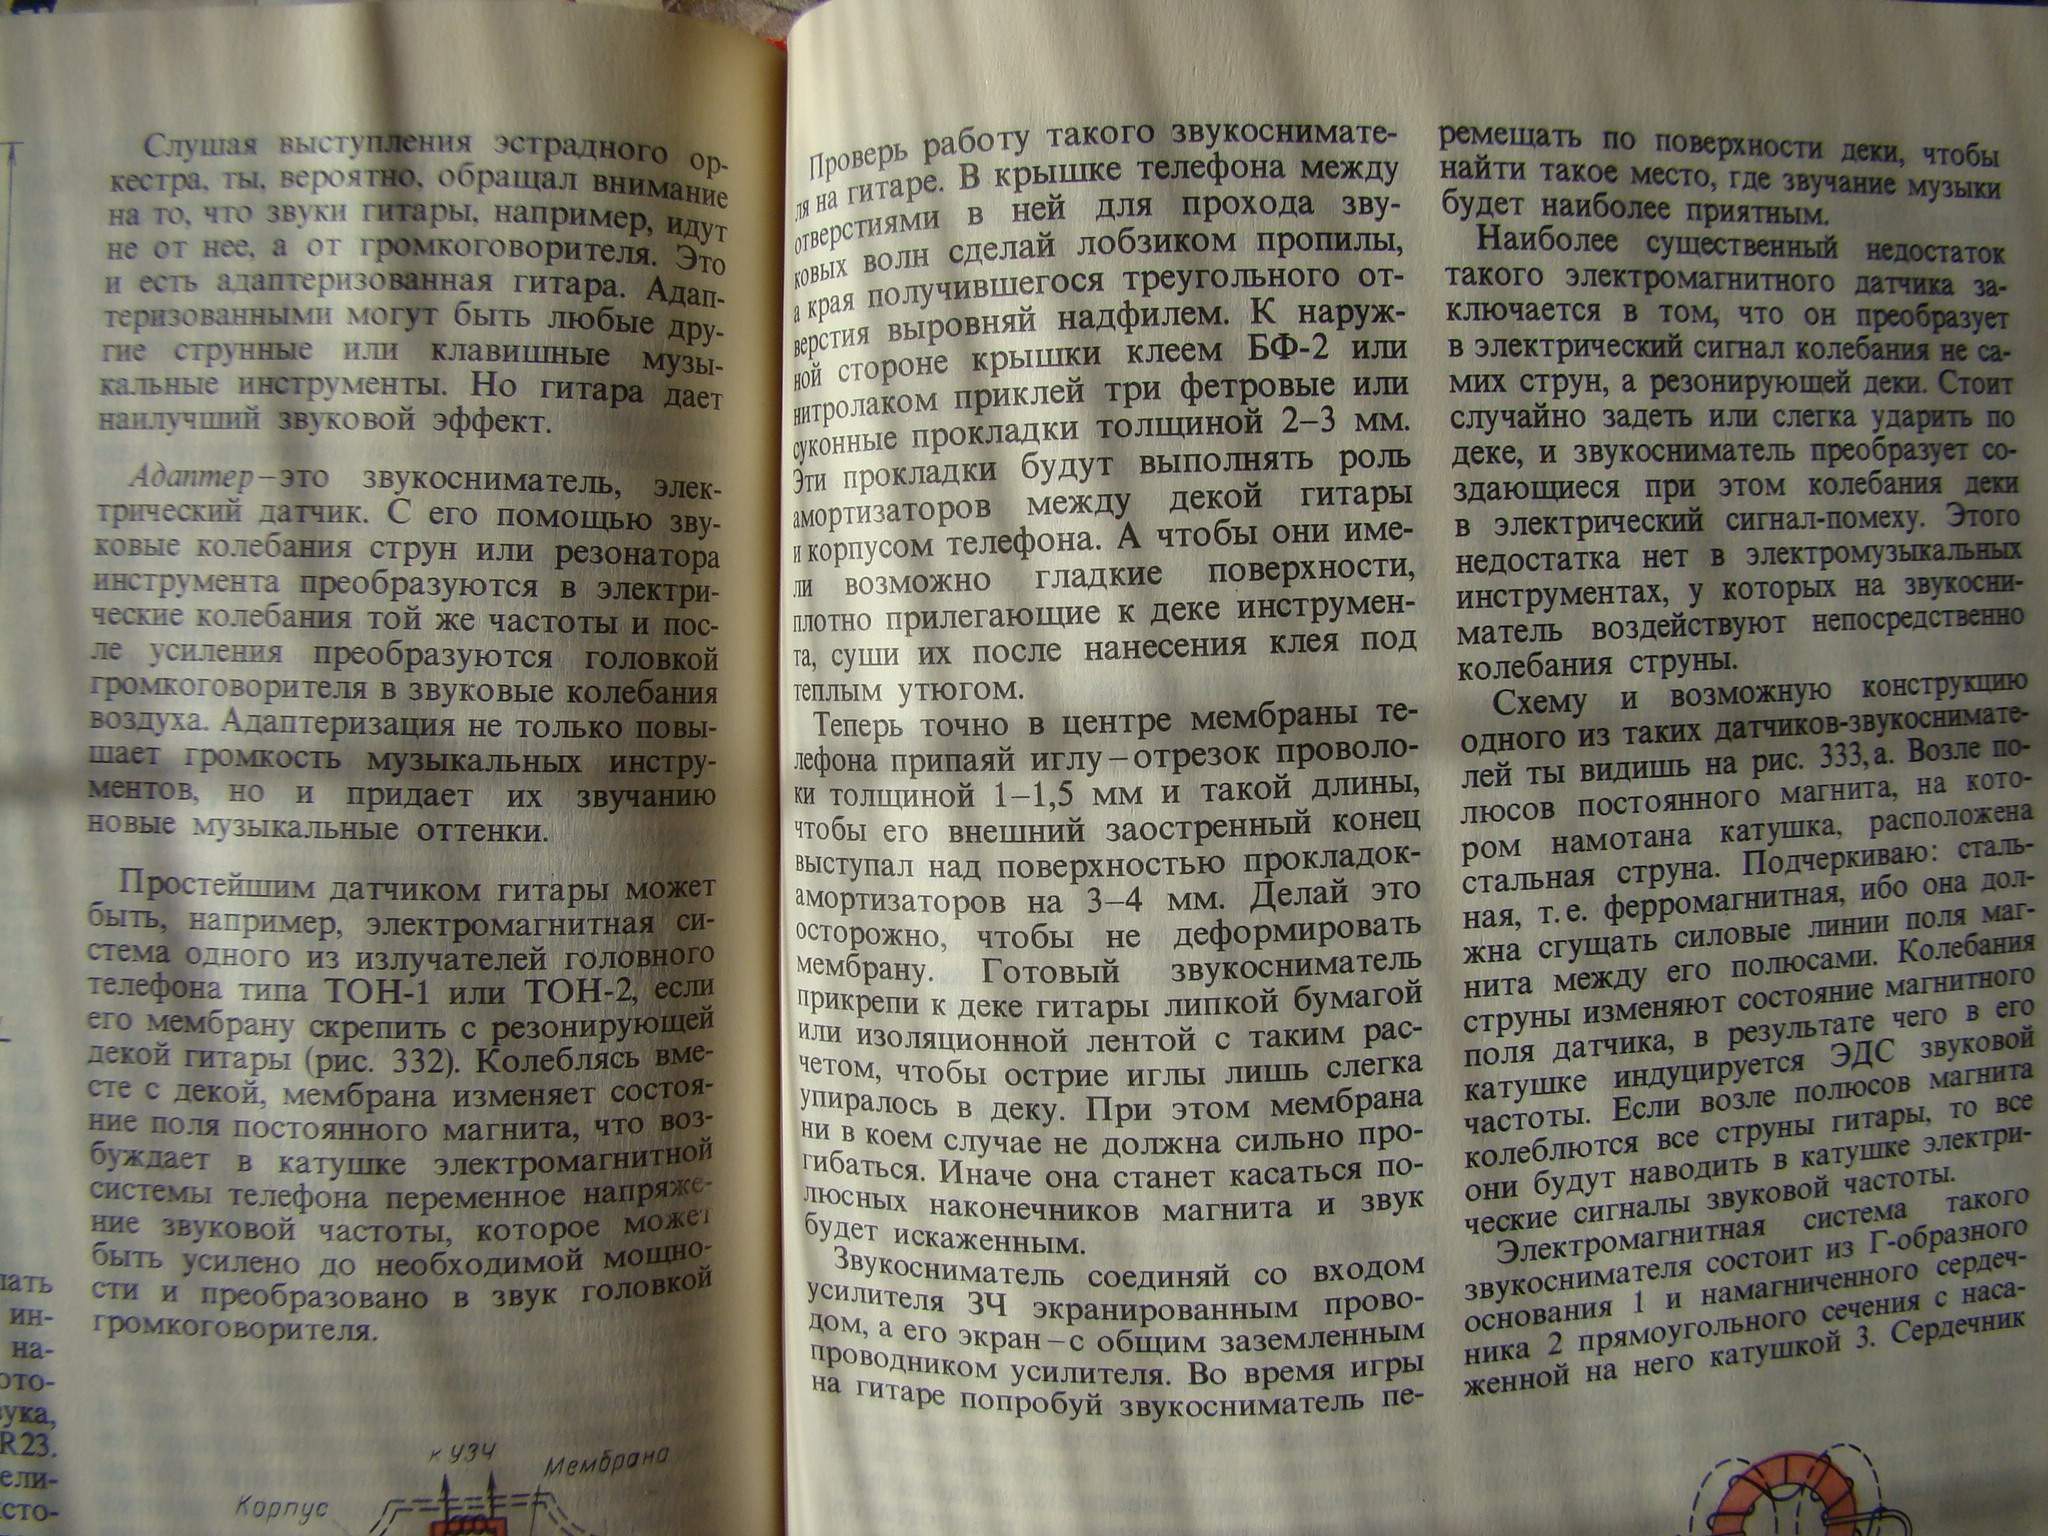 Слушая выступления эстрадного ор-
кестра, ты, вероятно, обращал внимание
на то, что звуки гитары, например, идут
не от нее, а от громкоговорителя. Это
и есть адаптеризованная гитара. Адап-
теризованными могут быть любые дру-
гие струнные или клавишные музы-
кальные инструменты. Но гитара дает
наилучший звуковой эффект.
Адаптер–это звукосниматель, элек-
трический датчик. С его помощью зву-
ковые колебания струн или резонатора
инструмента преобразуются в электри-
ческие колебания той же частоты и пос-
ле усиления преобразуются головкой
громкоговорителя в звуковые колебания
воздуха. Адаптеризация не только повы-
шает громкость музыкальных инстру-
ментов, но и придает их звучанию
новые музыкальные оттенки.
Простейшим датчиком гитары может
быть, например, электромагнитная си-
стема одного из излучателей головного
телефона типа ТОН-1 или ТОН-2, если
его мембрану скрепить с резонирующей
декой гитары (рис. 332). Колеблясь вме-
сте с декой, мембрана изменяет состоя-
ние поля постоянного магнита, что воз-
буждает в катушке электромагнитной
системы телефона переменное напряже-
ние звуковой частоты, которое может
быть усилено до необходимой мощно-
сти и преобразовано в звук головкой
громкоговорителя.
лать
ин-
на-
ото-
вука,
R23.
ели-
сто-
к УЗЧ
Мембрана
Корпус
Проверь работу такого звукоснимате-
ля на гитаре. В крышке телефона между
отверстиями в ней для прохода зву-
ковых волн сделай лобзиком пропилы,
а края получившегося треугольного от-
верстия выровняй надфилем. К наруж-
ной стороне крышки клеем БФ-2 или
нитролаком приклей три фетровые или
суконные прокладки толщиной 2–3 мм.
Эти прокладки будут выполнять роль
амортизаторов между декой гитары
и корпусом телефона. А чтобы они име-
ли возможно гладкие поверхности,
плотно прилегающие к деке инструмен-
та, суши их после нанесения клея под
теплым утюгом.
Теперь точно в центре мембраны те-
лефона припаяй иглу–отрезок проволо-
ки толщиной 1–1,5 мм и такой длины,
чтобы его внешний заостренный конец
выступал над поверхностью прокладок-
амортизаторов на 3–4 мм. Делай это
осторожно, чтобы не деформировать
мембрану. Готовый звукосниматель
прикрепи к деке гитары липкой бумагой
или изоляционной лентой с таким рас-
четом, чтобы острие иглы лишь слегка
упиралось в деку. При этом мембрана
ни в коем случае не должна сильно про-
гибаться. Иначе она станет касаться по-
люсных наконечников магнита и звук
будет искаженным.
Звукосниматель соединяй со входом
усилителя ЗЧ экранированным прово-
дом, а его экран–с общим заземленным
проводником усилителя. Во время игры
на гитаре попробуй звукосниматель пе-
ремещать по поверхности деки, чтобы
найти такое место, где звучание музыки
будет наиболее приятным.
Наиболее существенный недостаток
такого электромагнитного датчика за-
ключается в том, что он преобразует
в электрический сигнал колебания не са-
мих струн, а резонирующей деки. Стоит
случайно задеть или слегка ударить по
деке, и звукосниматель преобразует со-
здающиеся при этом колебания деки
в электрический сигнал-помеху. Этого
недостатка нет в электромузыкальных
инструментах, у которых на звукосни-
матель воздействуют непосредственно
колебания струны.
Схему и возможную конструкцию
одного из таких датчиков-звукоснимате-
лей ты видишь на рис. 333, а. Возле по-
люсов постоянного магнита, на кото-
ром намотана катушка, расположена
стальная струна. Подчеркиваю: сталь-
ная, т. е. ферромагнитная, ибо она дол-
жна сгущать силовые линии поля маг-
нита между его полюсами. Колебания
струны изменяют состояние магнитного
поля датчика, в результате чего в его
катушке индуцируется ЭДС звуковой
частоты. Если возле полюсов магнита
колеблются все струны гитары, то все
они будут наводить в катушке электри-
ческие сигналы звуковой частоты.
Электромагнитная система такого
звукоснимателя состоит из Г-образного
основания 1 и намагниченного сердеч-
ника 2 прямоугольного сечения с наса-
женной на него катушкой 3. Сердечник